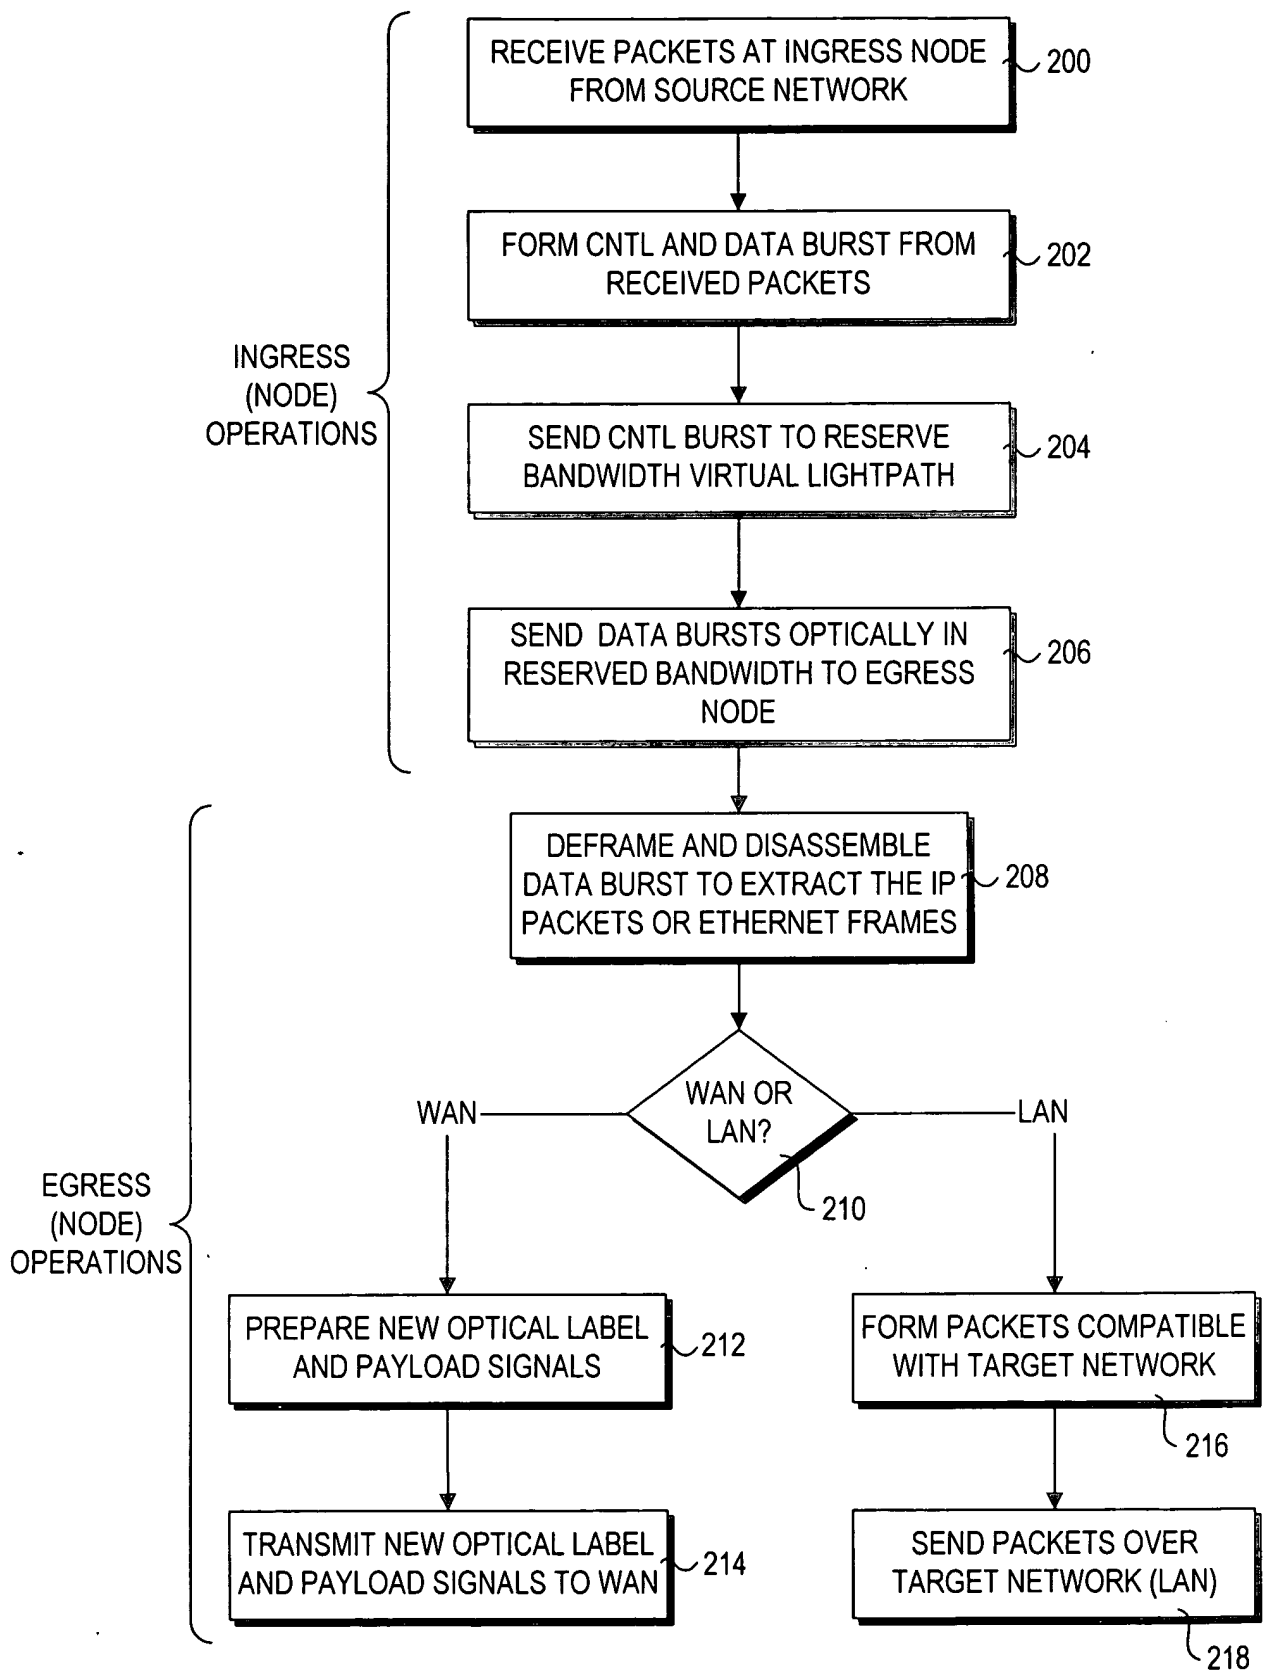 RECEIVE PACKETS AT INGRESS NODE
FROM SOURCE NETWORK
200
FORM CNTL AND DATA BURST FROM
RECEIVED PACKETS
202
INGRESS
(NODE)
OPERATIONS
SEND CNTL BURST TO RESERVE
BANDWIDTH VIRTUAL LIGHTPATH
204
SEND DATA BURSTS OPTICALLY IN
RESERVED BANDWIDTH TO EGRESS
NODE
206
DEFRAME AND DISASSEMBLE
DATA BURST TO EXTRACT THE IP
PACKETS OR ETHERNET FRAMES
208
WAN
WAN OR
LAN?
LAN
210
EGRESS
(NODE)
OPERATIONS
PREPARE NEW OPTICAL LABEL
AND PAYLOAD SIGNALS
212
FORM PACKETS COMPATIBLE
WITH TARGET NETWORK
216
TRANSMIT NEW OPTICAL LABEL
AND PAYLOAD SIGNALS TO WAN
214
SEND PACKETS OVER
TARGET NETWORK (LAN)
218